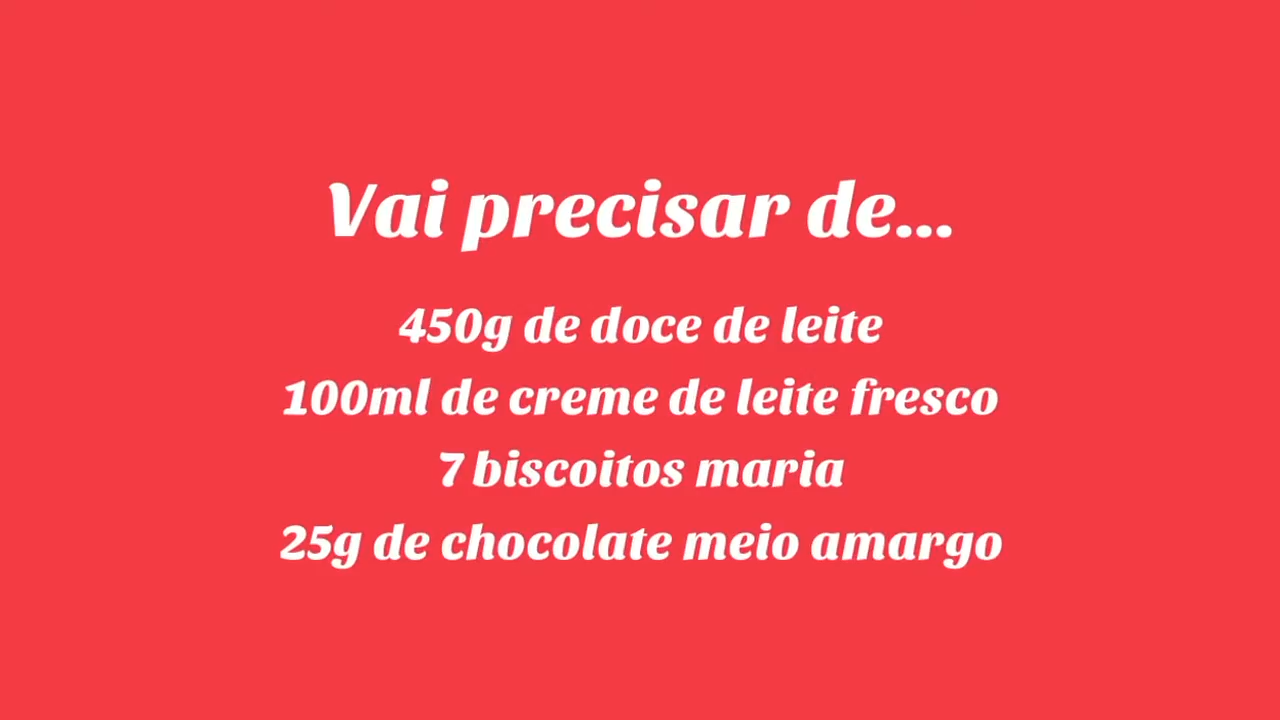 Vai precisar de...
450g de doce de leite
100ml de creme de leite fresco
7 biscoitos maria
25g de chocolate meio amargo